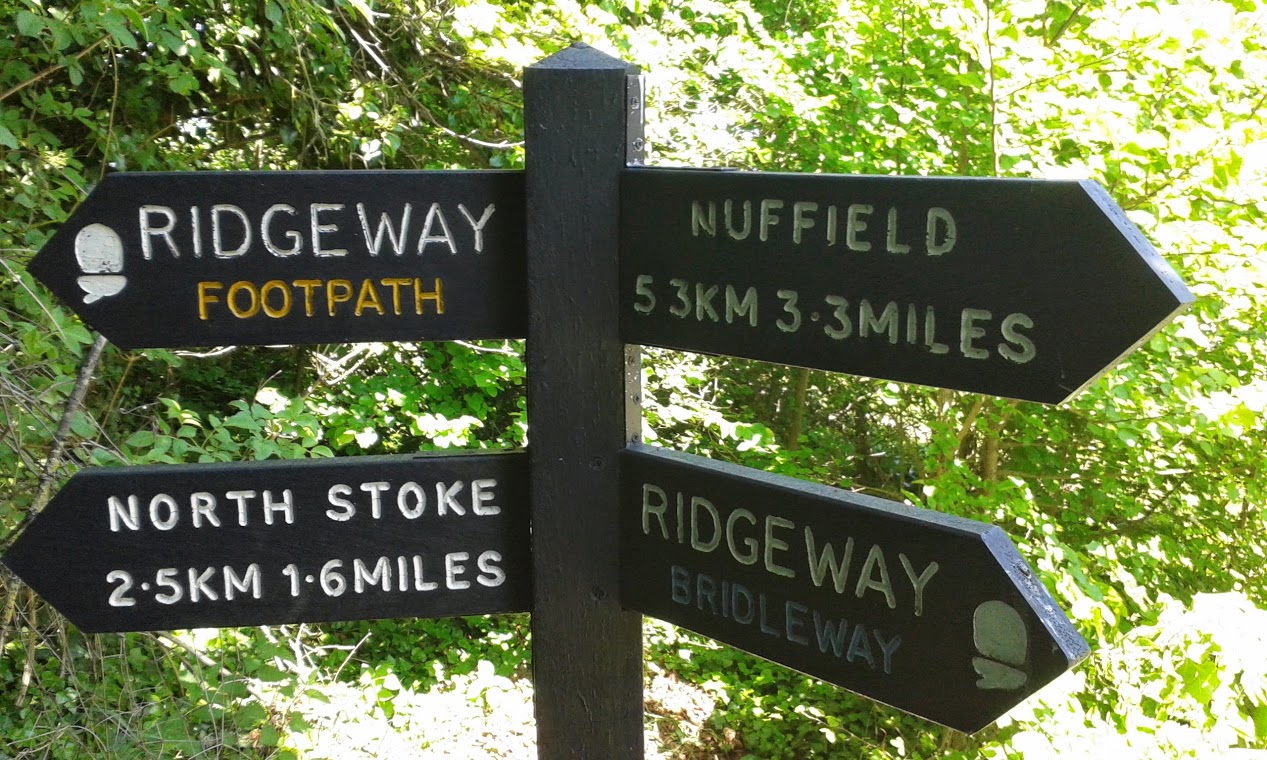 RIDGEWAY
FOOTPATH
NUFFIELD
5 3KM 3·3MILES
NORTH STOKE
2·5KM 1·6MILES
RIDGEWAY
BRIDLEWAY